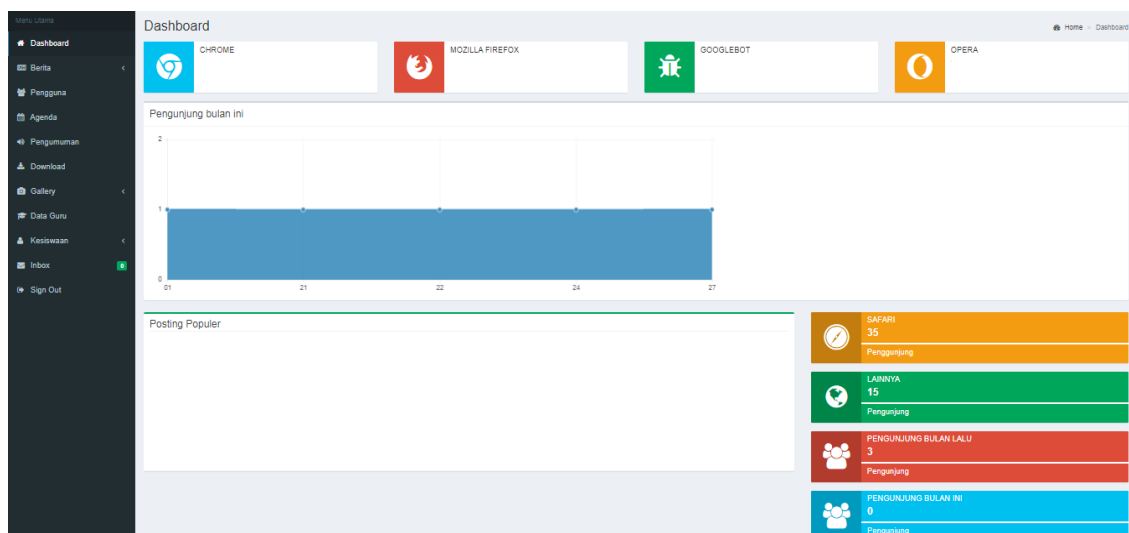 Menu Utama
Dashboard
Berita
Pengguna
Agenda
Pengumuman
Download
Gallery
Data Guru
Kesiswaan
Inbox 0
Sign Out
Dashboard
Home > Dashboard
CHROME
MOZILLA FIREFOX
GOOGLEBOT
OPERA
Pengunjung bulan ini
2
1
0
01 21 22 24 27
Posting Populer
SAFARI
35
Penggunjung
LAINNYA
15
Pengunjung
PENGUNJUNG BULAN LALU
3
Pengunjung
PENGUNJUNG BULAN INI
0
Pengunjung